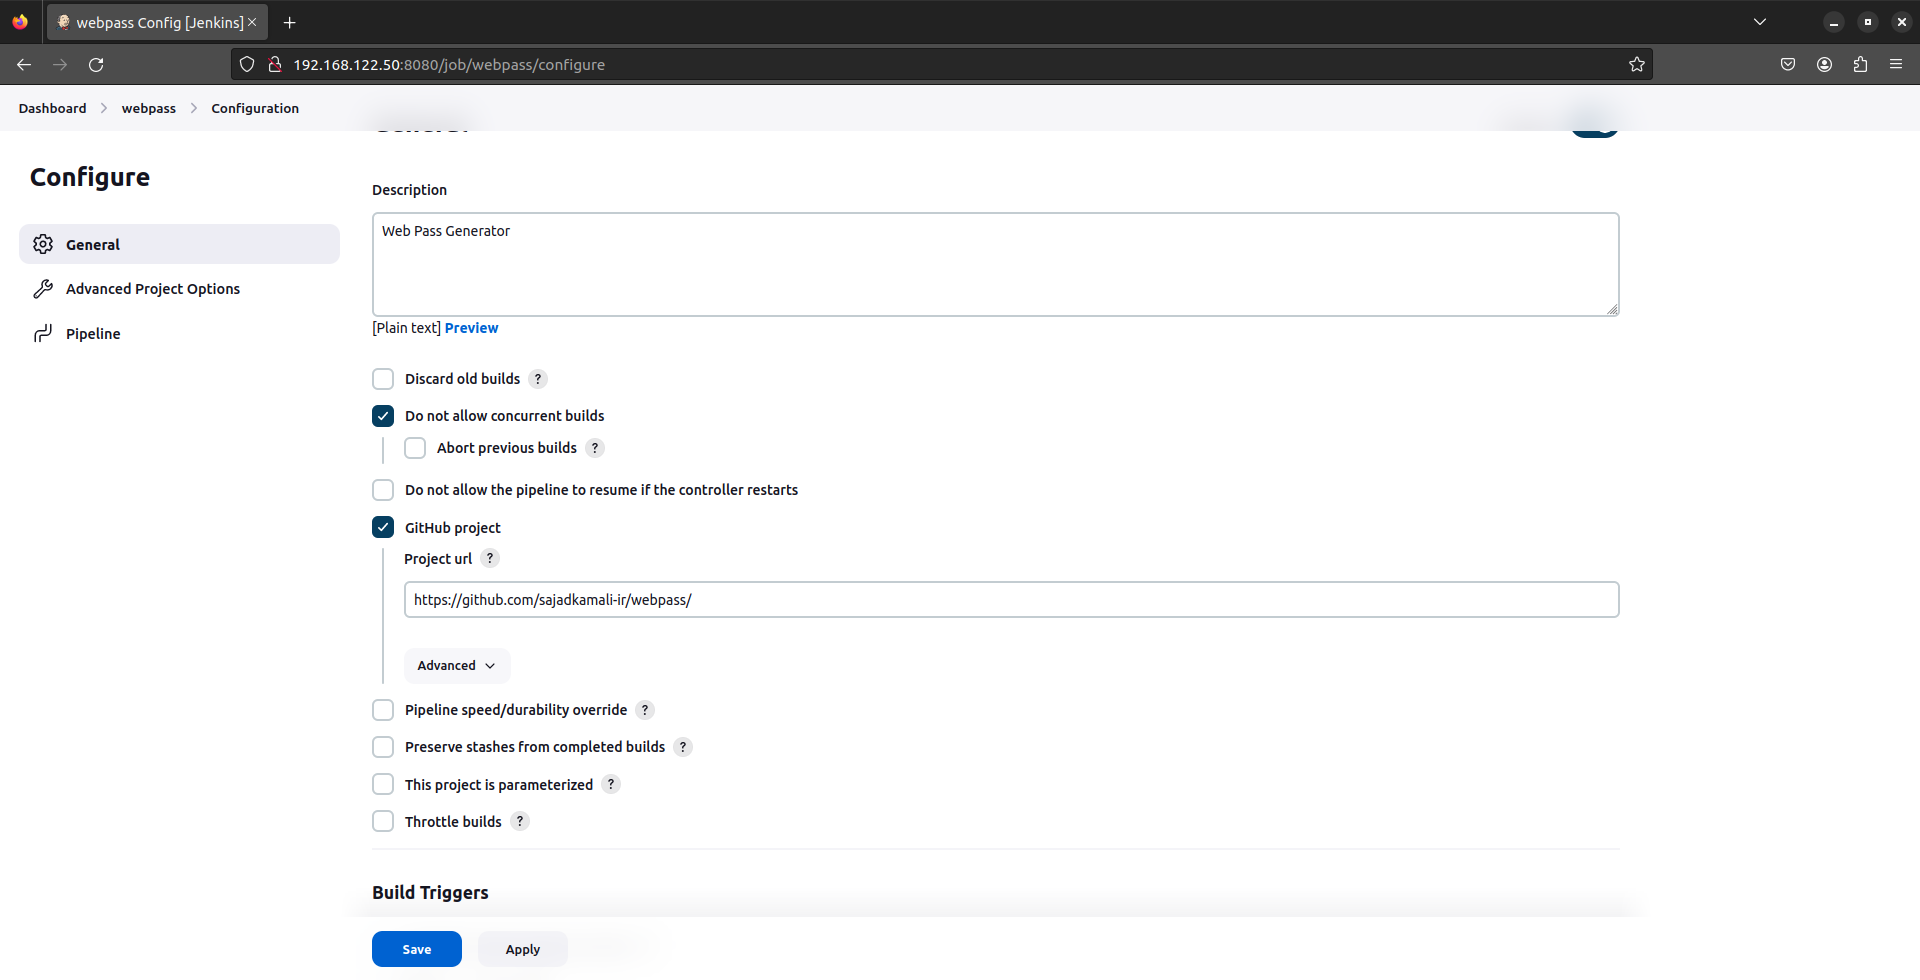 webpass Config [Jenkins]
192.168.122.50:8080/job/webpass/configure
Dashboard
webpass
Configuration
General
Configure
General
Advanced Project Options
Pipeline
Description
Web Pass Generator
[Plain text] Preview
Discard old builds ?
Do not allow concurrent builds
Abort previous builds ?
Do not allow the pipeline to resume if the controller restarts
GitHub project
Project url ?
https://github.com/sajadkamali-ir/webpass/
Advanced
Pipeline speed/durability override ?
Preserve stashes from completed builds ?
This project is parameterized ?
Throttle builds ?
Build Triggers
Save
Apply